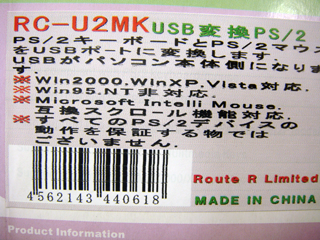 RC-U2MK USB変換PS/2
PS/2キーボードとPS/2マウス
をUSBポートに変換します
USBがパソコン本体側になりま
す.
※Win2000.WinXP.Vista対応.
※Win95.NT非対応.
※Microsoft Intelli Mouse.
互換スクロール機能対応.
※すべてのPS/2デバイスの
動作を保証する物では
ございません.
4562143 440618
Route R Limited
MADE IN CHINA
Product Information